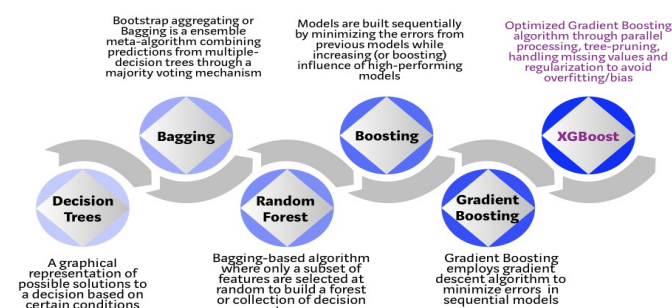 Bootstrap aggregating or
Bagging is a ensemble
meta-algorithm combining
predictions from multiple-
decision trees through a
majority voting mechanism
Models are built sequentially
by minimizing the errors from
previous models while
increasing (or boosting)
influence of high-performing
models
Optimized Gradient Boosting
algorithm through parallel
processing, tree-pruning,
handling missing values and
regularization to avoid
overfitting/bias
Bagging
Boosting
XGBoost
Decision
Trees
Random
Forest
Gradient
Boosting
A graphical
representation of
possible solutions to
a decision based on
certain conditions
Bagging-based algorithm
where only a subset of
features are selected at
random to build a forest
or collection of decision
Gradient Boosting
employs gradient
descent algorithm to
minimize errors in
sequential models